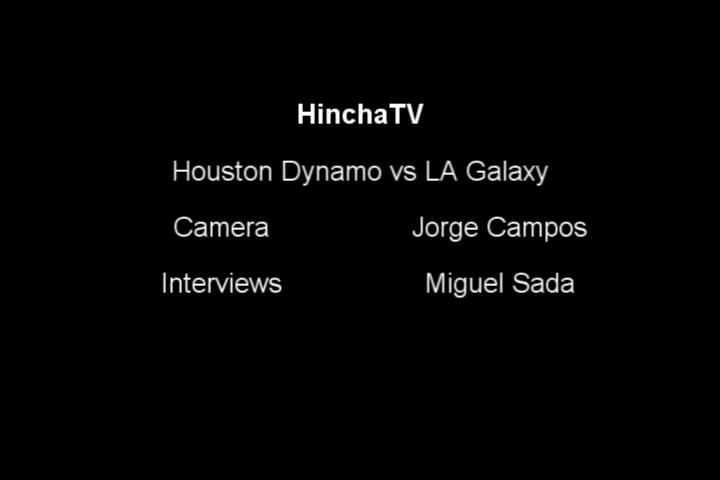 HinchaTV
Houston Dynamo vs LA Galaxy
Camera Jorge Campos
Interviews Miguel Sada